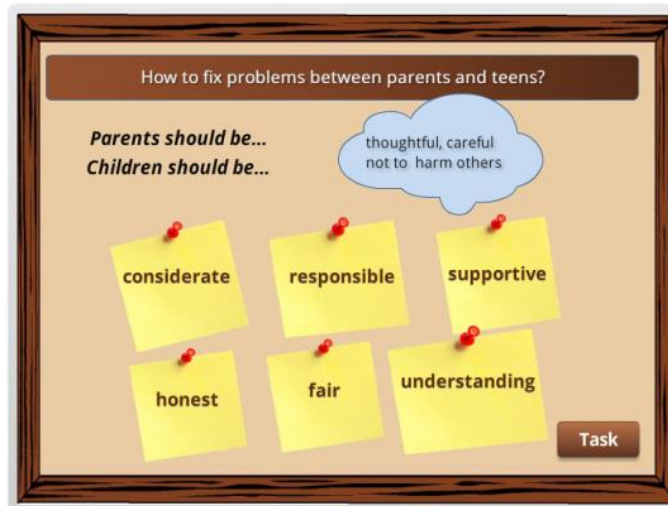 How to fix problems between parents and teens?
Parents should be...
Children should be...
thoughtful, careful
not to harm others
considerate
responsible
supportive
honest
fair
understanding
Task